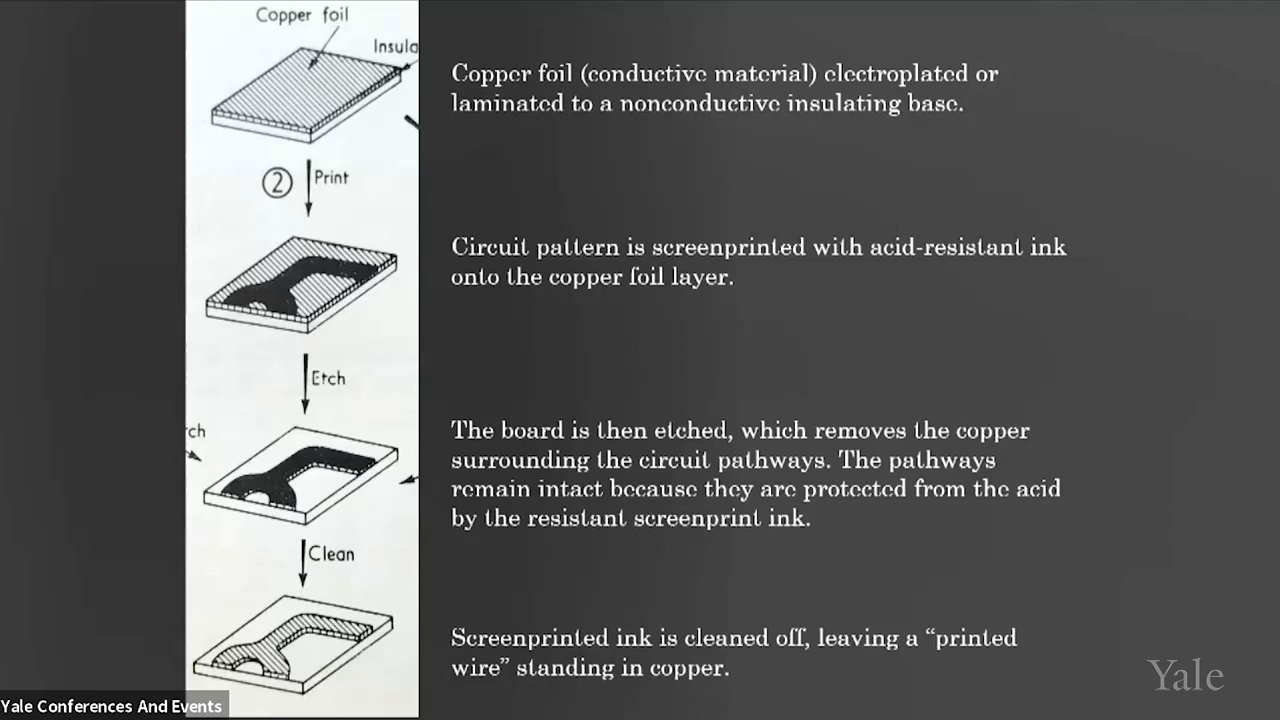 Copper foil
Insula
Copper foil (conductive material) electroplated or
laminated to a nonconductive insulating base.
2 Print
Circuit pattern is screenprinted with acid-resistant ink
onto the copper foil layer.
Etch
rch
The board is then etched, which removes the copper
surrounding the circuit pathways. The pathways
remain intact because they are protected from the acid
by the resistant screenprint ink.
Clean
Screenprinted ink is cleaned off, leaving a “printed
wire” standing in copper.
Yale
Yale Conferences And Events